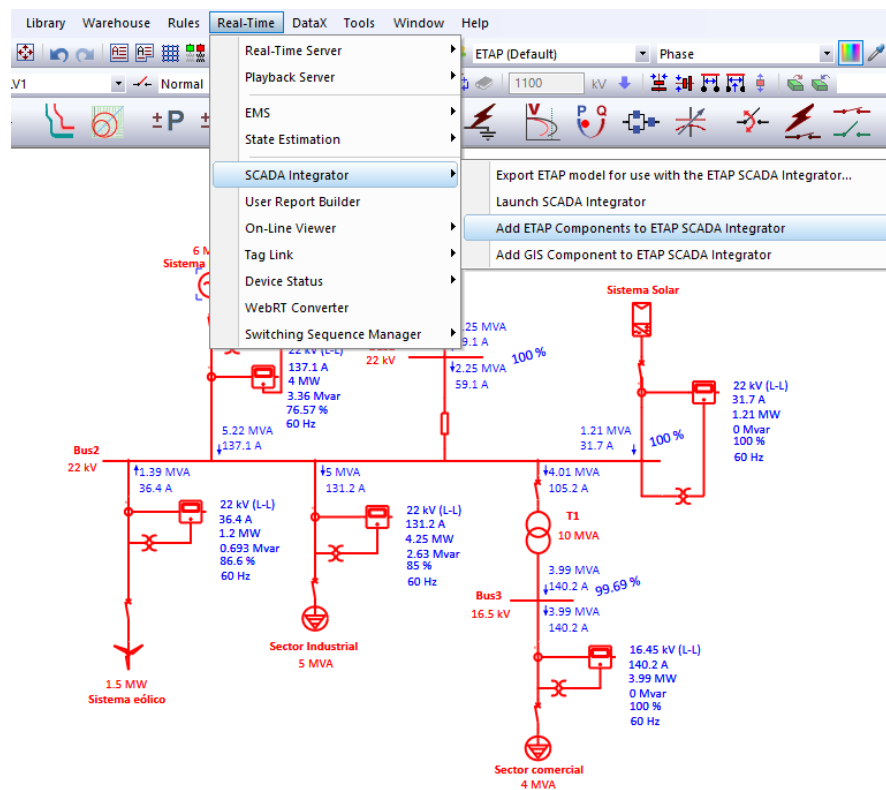 Library Warehouse Rules Real-Time DataX Tools Window Help
ETAP (Default) Phase
Normal 1100 kV
Real-Time Server
Playback Server
EMS
State Estimation
SCADA Integrator
User Report Builder
On-Line Viewer
Tag Link
Device Status
WebRT Converter
Switching Sequence Manager
Export ETAP model for use with the ETAP SCADA Integrator...
Launch SCADA Integrator
Add ETAP Components to ETAP SCADA Integrator
Add GIS Component to ETAP SCADA Integrator
Sistema
22 kV (L-L)
137.1 A
4 MW
3.36 Mvar
76.57 %
60 Hz
5.22 MVA
137.1 A
22 kV
100 %
2.25 MVA
59.1 A
Sistema Solar
22 kV (L-L)
31.7 A
1.21 MW
0 Mvar
100 %
60 Hz
1.21 MVA
31.7 A
100 %
Bus2
22 kV
1.39 MVA
36.4 A
22 kV (L-L)
36.4 A
1.2 MW
0.693 Mvar
86.6 %
60 Hz
1.5 MW
Sistema eólico
5 MVA
131.2 A
22 kV (L-L)
131.2 A
4.25 MW
2.63 Mvar
85 %
60 Hz
Sector Industrial
5 MVA
4.01 MVA
105.2 A
T1
10 MVA
3.99 MVA
140.2 A
99.69 %
Bus3
16.5 kV
3.99 MVA
140.2 A
16.45 kV (L-L)
140.2 A
3.99 MW
0 Mvar
100 %
60 Hz
Sector comercial
4 MVA